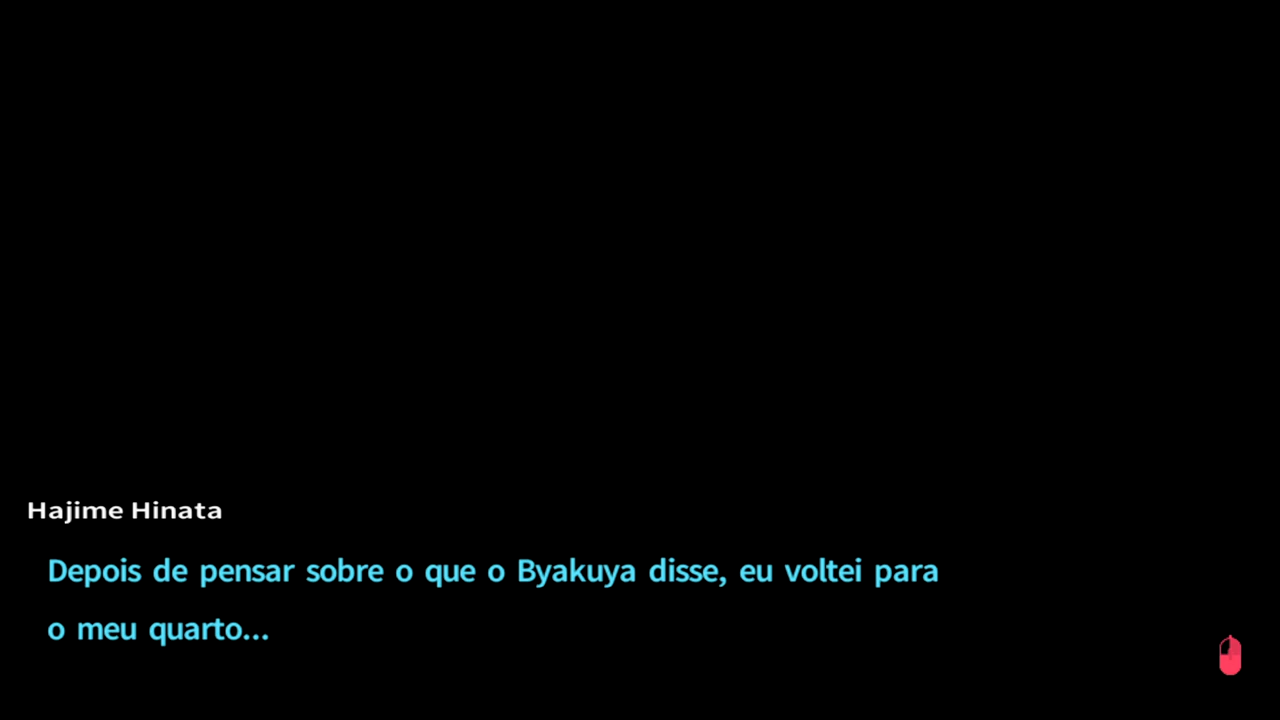 Hajime Hinata
Depois de pensar sobre o que o Byakuya disse, eu voltei para
o meu quarto...